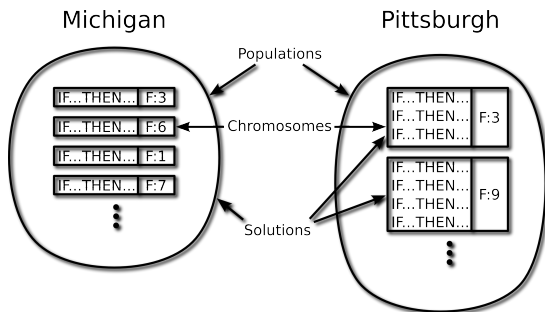 Michigan
Pittsburgh
Populations
IF...THEN... F:3
IF...THEN... F:6
IF...THEN... F:1
IF...THEN... F:7
Chromosomes
Solutions
IF...THEN...
IF...THEN... F:3
IF...THEN...
IF...THEN...
IF...THEN... F:9
IF...THEN...
IF...THEN...